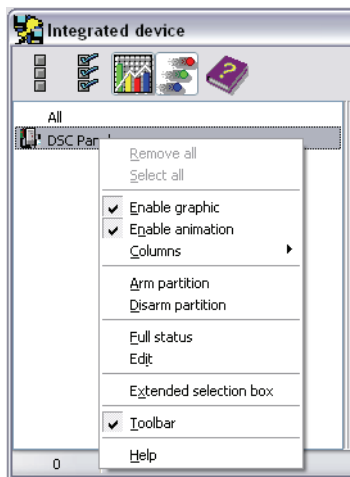 Integrated device
All
DSC Panel
Remove all
Select all
Enable graphic
Enable animation
Columns
Arm partition
Disarm partition
Full status
Edit
Extended selection box
Toolbar
Help
0